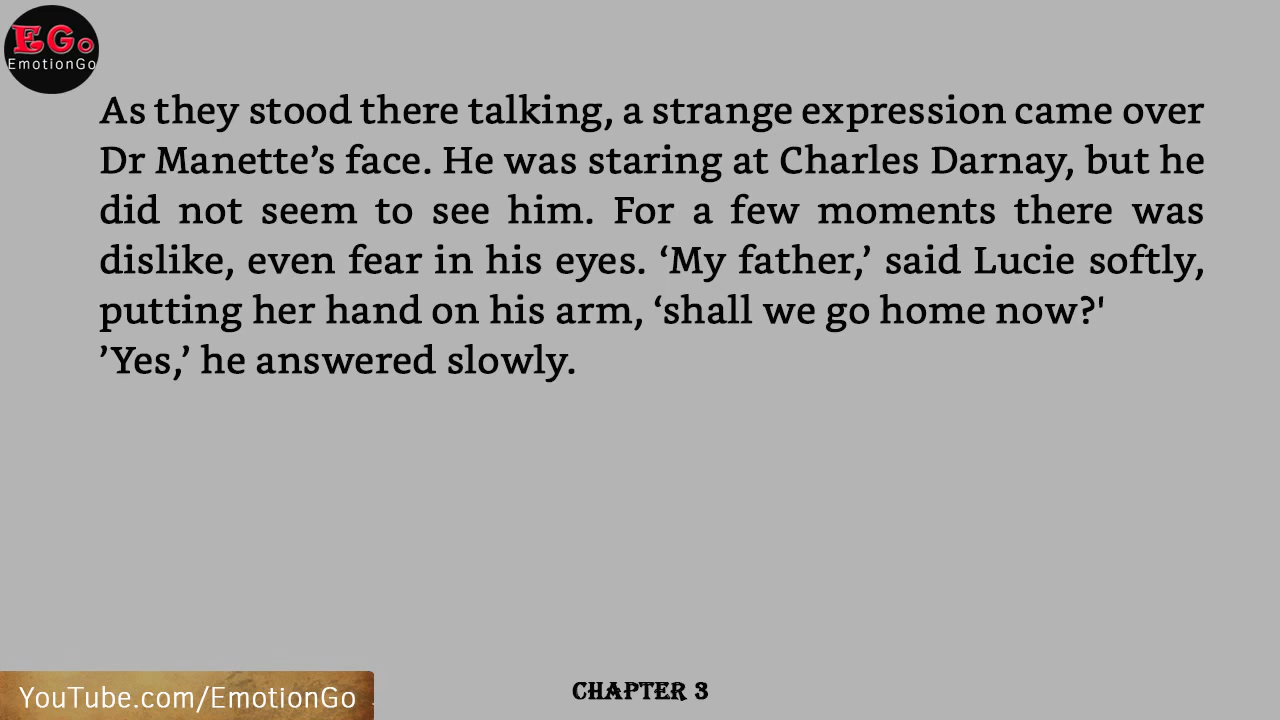 EGo
EmotionGo
As they stood there talking, a strange expression came over
Dr Manette’s face. He was staring at Charles Darnay, but he
did not seem to see him. For a few moments there was
dislike, even fear in his eyes. ‘My father,’ said Lucie softly,
putting her hand on his arm, ‘shall we go home now?'
’Yes,’ he answered slowly.
YouTube.com/EmotionGo
CHAPTER 3